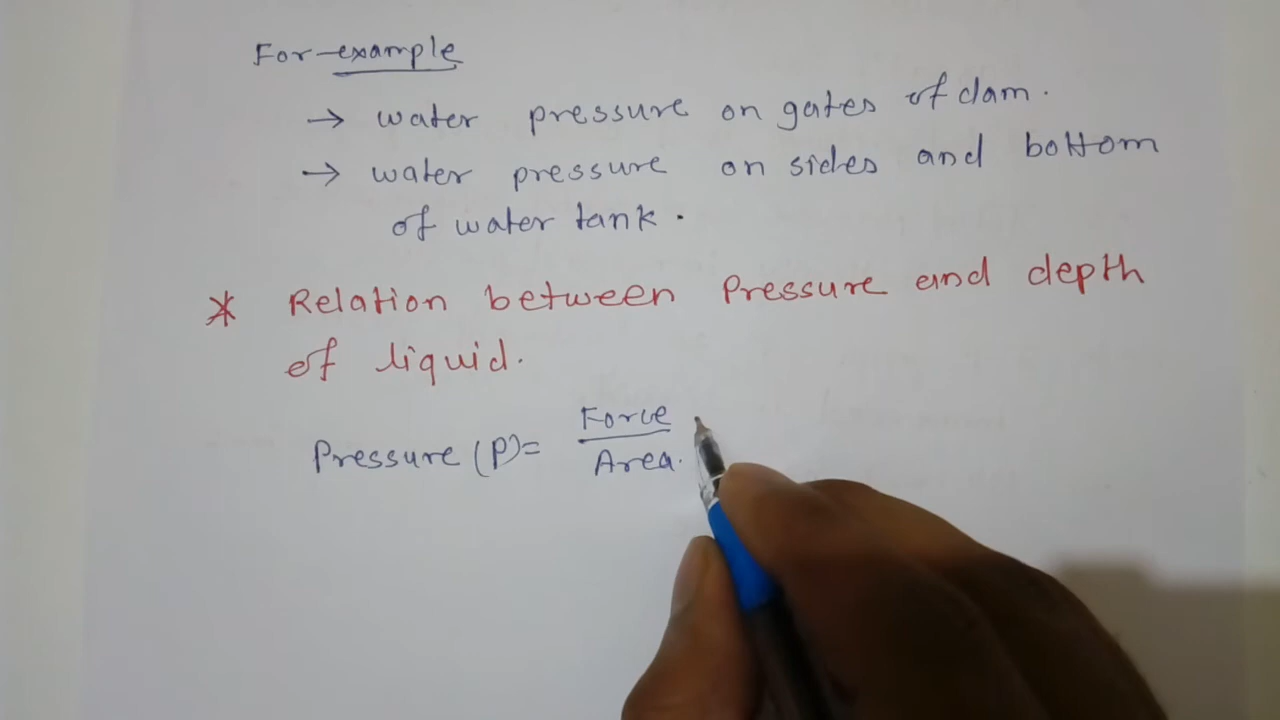 For-example
→ water pressure on gates of dam.
→ water pressure on sides and bottom
of water tank.
* Relation between Pressure and depth
of liquid.
Pressure (P) = Force
Area.